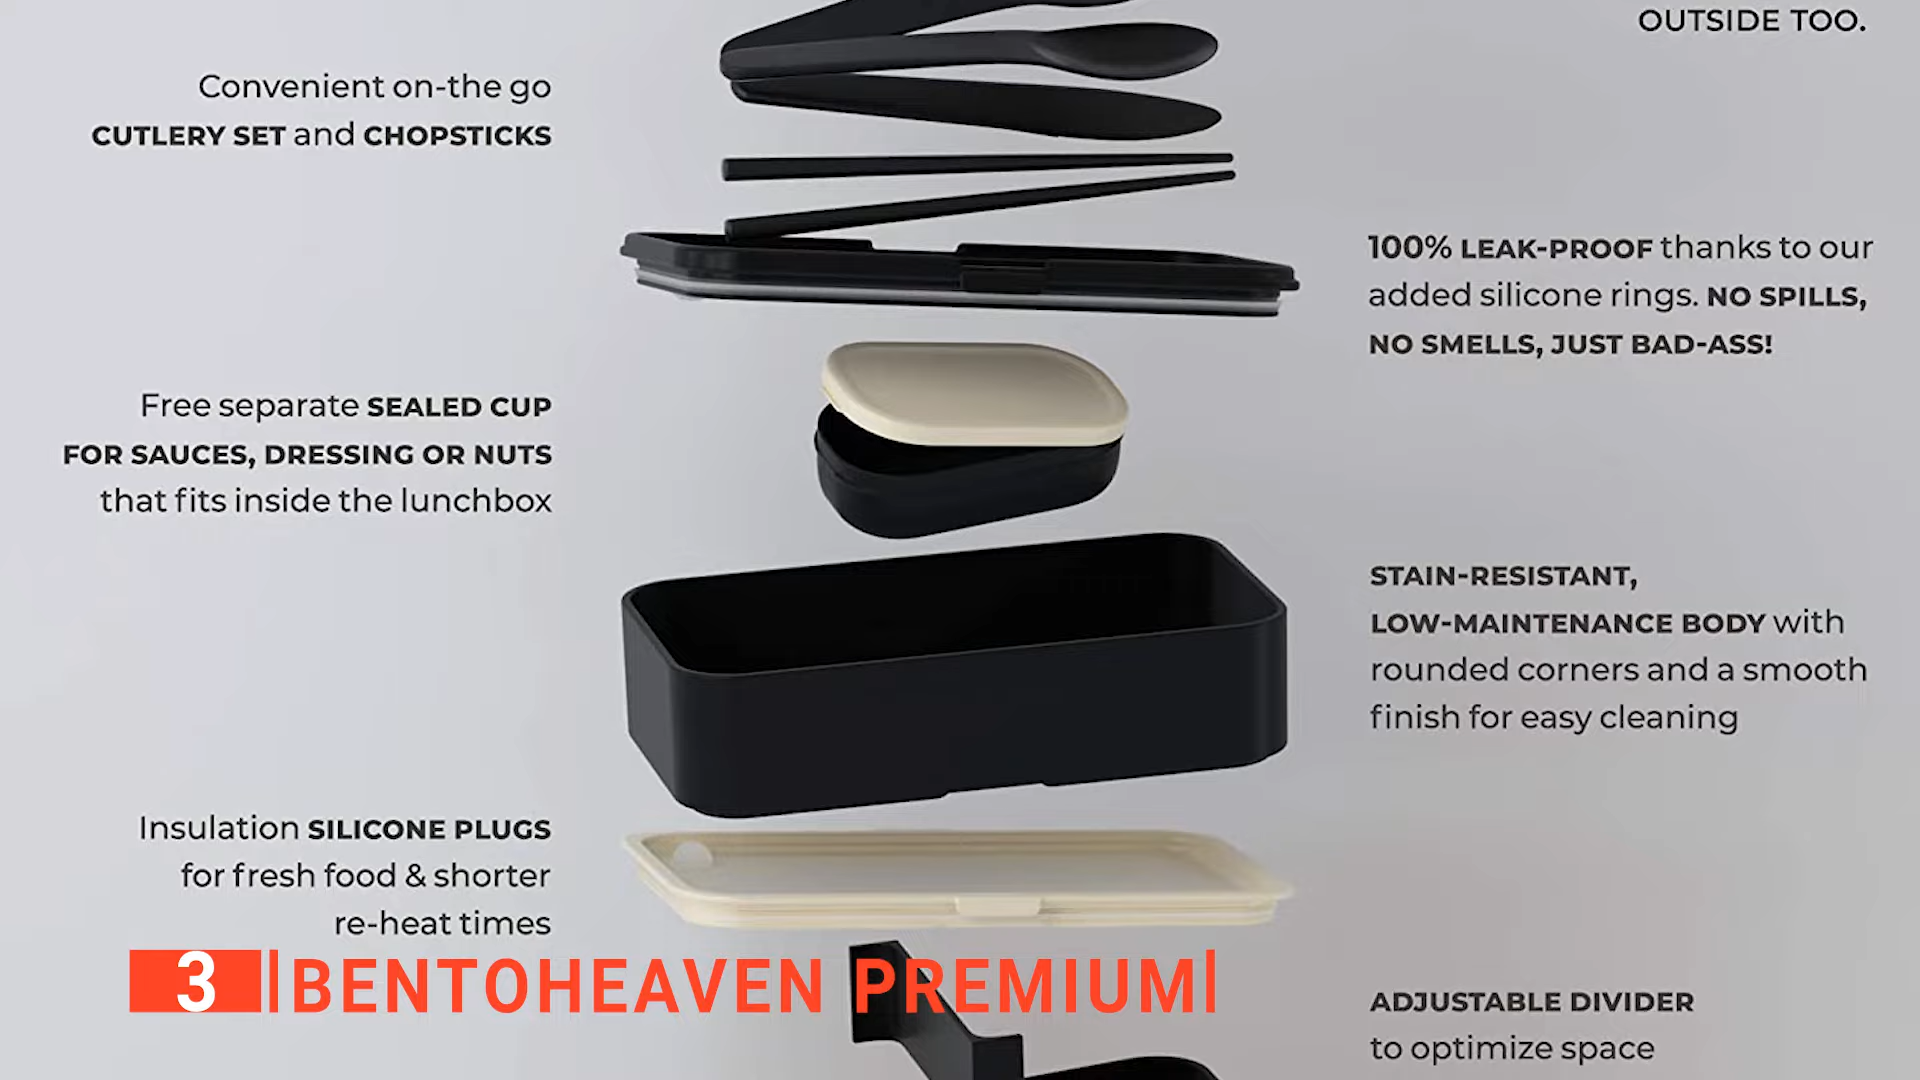 OUTSIDE TOO.
Convenient on-the go
CUTLERY SET and CHOPSTICKS
100% LEAK-PROOF thanks to our
added silicone rings. NO SPILLS,
NO SMELLS, JUST BAD-ASS!
Free separate SEALED CUP
FOR SAUCES, DRESSING OR NUTS
that fits inside the lunchbox
STAIN-RESISTANT,
LOW-MAINTENANCE BODY with
rounded corners and a smooth
finish for easy cleaning
Insulation SILICONE PLUGS
for fresh food & shorter
re-heat times
3 BENTOHEAVEN PREMIUM
ADJUSTABLE DIVIDER
to optimize space